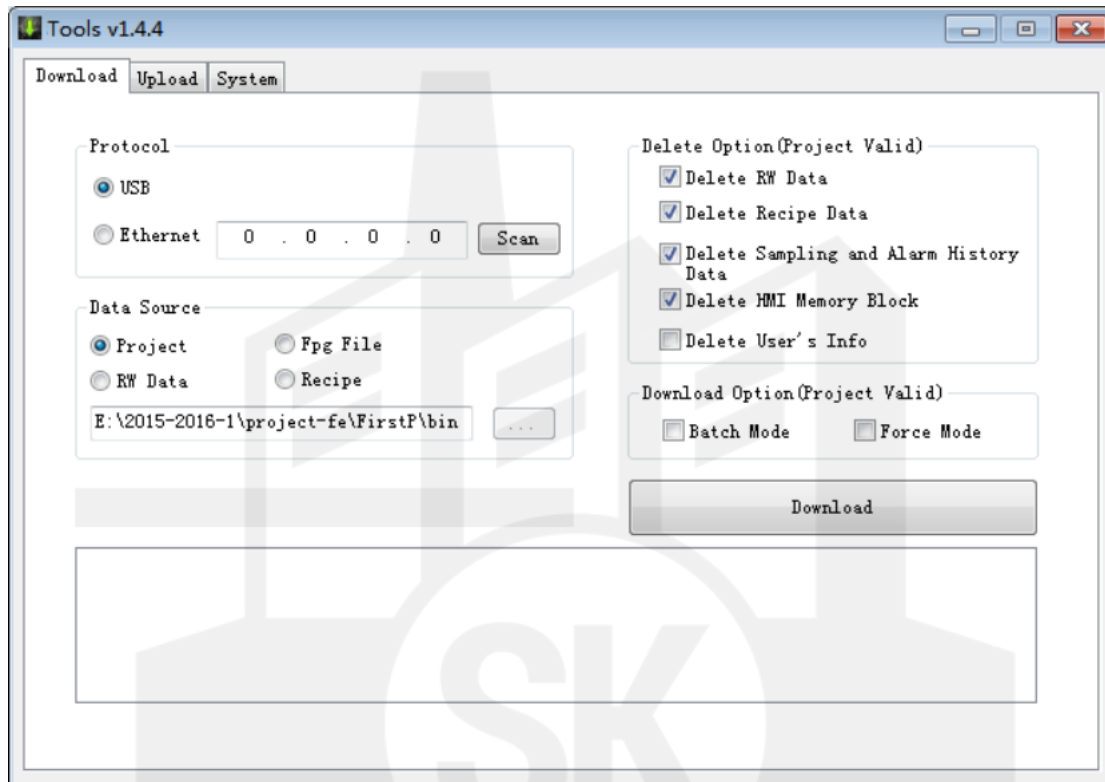 Tools v1.4.4
Download Upload System
Protocol
USB
Ethernet 0 . 0 . 0 . 0 Scan
Data Source
Project Fpg File
RW Data Recipe
E:\2015-2016-1\project-fe\FirstP\bin ...
Delete Option(Project Valid)
Delete RW Data
Delete Recipe Data
Delete Sampling and Alarm History
Data
Delete HMI Memory Block
Delete User's Info
Download Option(Project Valid)
Batch Mode Force Mode
Download
SK